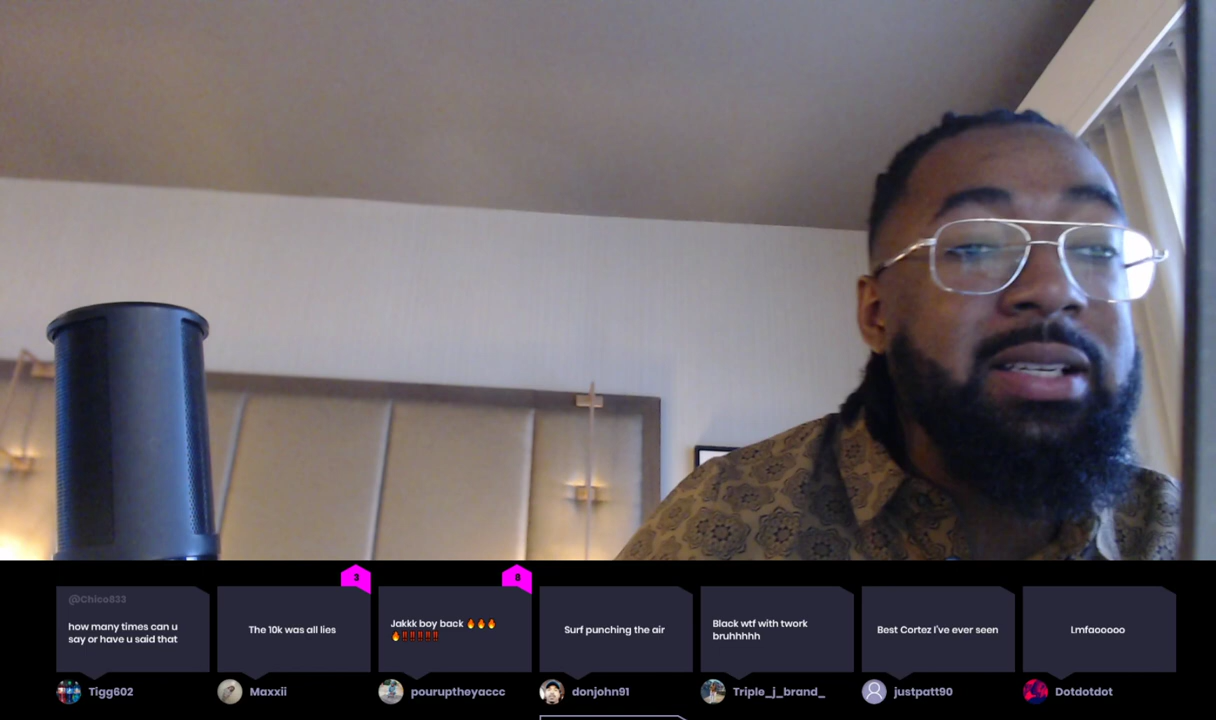 3
8
@Chico833
how many times can u
say or have u said that
The 10k was all lies
Jakkk boy back 🔥🔥🔥
🔥‼️‼️‼️‼️‼️
Surf punching the air
Black wtf with twork
bruhhhhh
Best Cortez I've ever seen
Lmfaooooo
Tigg602
Maxxii
pouruptheyaccc
donjohn91
Triple_j_brand_
justpatt90
Dotdotdot